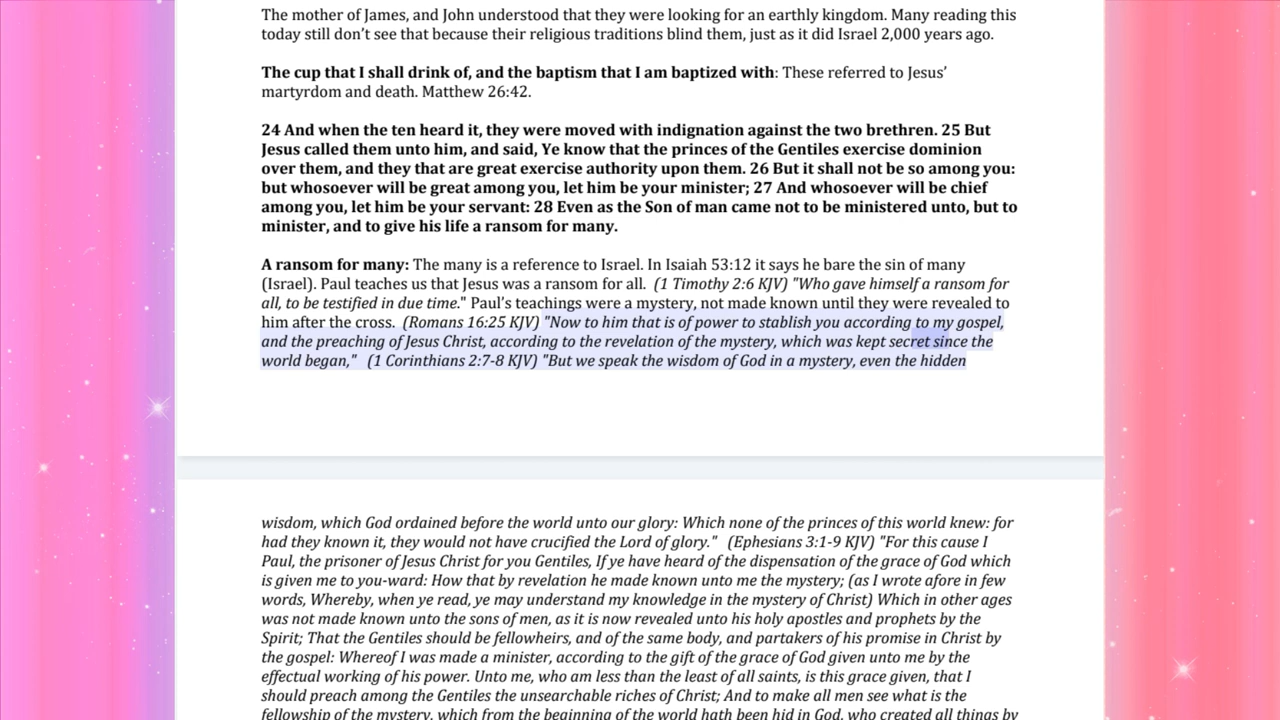 The mother of James, and John understood that they were looking for an earthly kingdom. Many reading this
today still don’t see that because their religious traditions blind them, just as it did Israel 2,000 years ago.
The cup that I shall drink of, and the baptism that I am baptized with: These referred to Jesus’
martyrdom and death. Matthew 26:42.
24 And when the ten heard it, they were moved with indignation against the two brethren. 25 But
Jesus called them unto him, and said, Ye know that the princes of the Gentiles exercise dominion
over them, and they that are great exercise authority upon them. 26 But it shall not be so among you:
but whosoever will be great among you, let him be your minister; 27 And whosoever will be chief
among you, let him be your servant: 28 Even as the Son of man came not to be ministered unto, but to
minister, and to give his life a ransom for many.
A ransom for many: The many is a reference to Israel. In Isaiah 53:12 it says he bare the sin of many
(Israel). Paul teaches us that Jesus was a ransom for all. (1 Timothy 2:6 KJV) "Who gave himself a ransom for
all, to be testified in due time." Paul’s teachings were a mystery, not made known until they were revealed to
him after the cross. (Romans 16:25 KJV) "Now to him that is of power to stablish you according to my gospel,
and the preaching of Jesus Christ, according to the revelation of the mystery, which was kept secret since the
world began," (1 Corinthians 2:7-8 KJV) "But we speak the wisdom of God in a mystery, even the hidden
wisdom, which God ordained before the world unto our glory: Which none of the princes of this world knew: for
had they known it, they would not have crucified the Lord of glory." (Ephesians 3:1-9 KJV) "For this cause I
Paul, the prisoner of Jesus Christ for you Gentiles, If ye have heard of the dispensation of the grace of God which
is given me to you-ward: How that by revelation he made known unto me the mystery; (as I wrote afore in few
words, Whereby, when ye read, ye may understand my knowledge in the mystery of Christ) Which in other ages
was not made known unto the sons of men, as it is now revealed unto his holy apostles and prophets by the
Spirit; That the Gentiles should be fellowheirs, and of the same body, and partakers of his promise in Christ by
the gospel: Whereof I was made a minister, according to the gift of the grace of God given unto me by the
effectual working of his power. Unto me, who am less than the least of all saints, is this grace given, that I
should preach among the Gentiles the unsearchable riches of Christ; And to make all men see what is the
fellowship of the mystery, which from the beginning of the world hath been hid in God, who created all things by